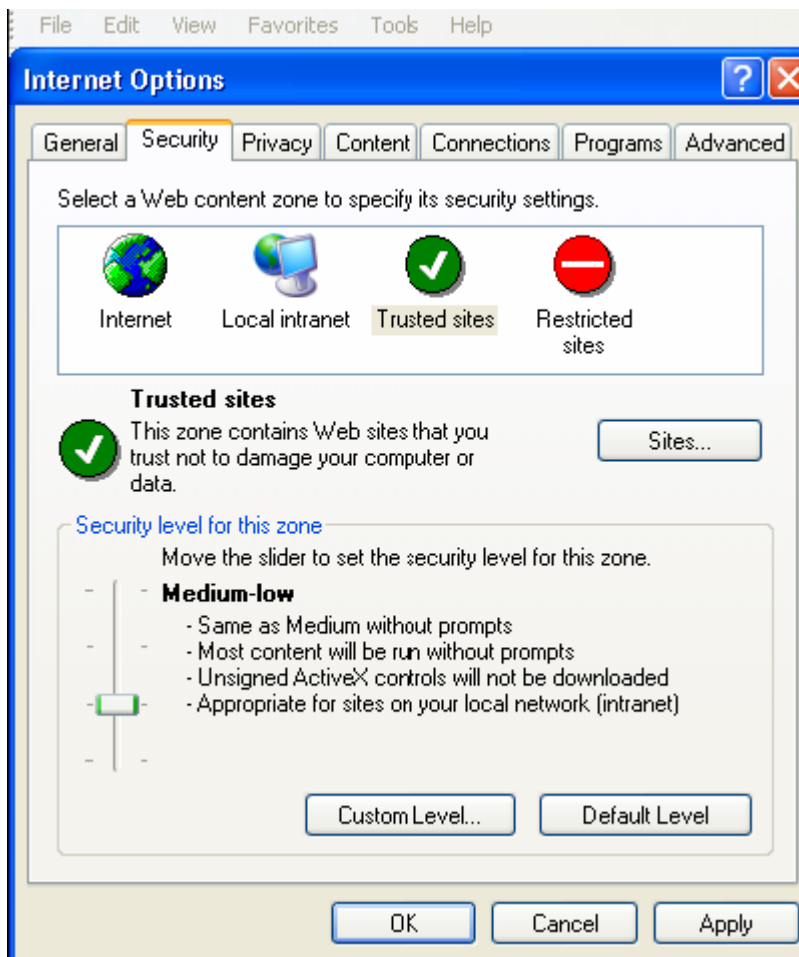 File Edit View Favorites Tools Help
Internet Options
General Security Privacy Content Connections Programs Advanced
Select a Web content zone to specify its security settings.
Internet Local intranet Trusted sites Restricted
sites
Trusted sites
This zone contains Web sites that you
trust not to damage your computer or
data.
Sites...
Security level for this zone
Move the slider to set the security level for this zone.
Medium-low
- Same as Medium without prompts
- Most content will be run without prompts
- Unsigned ActiveX controls will not be downloaded
- Appropriate for sites on your local network (intranet)
Custom Level... Default Level
OK Cancel Apply